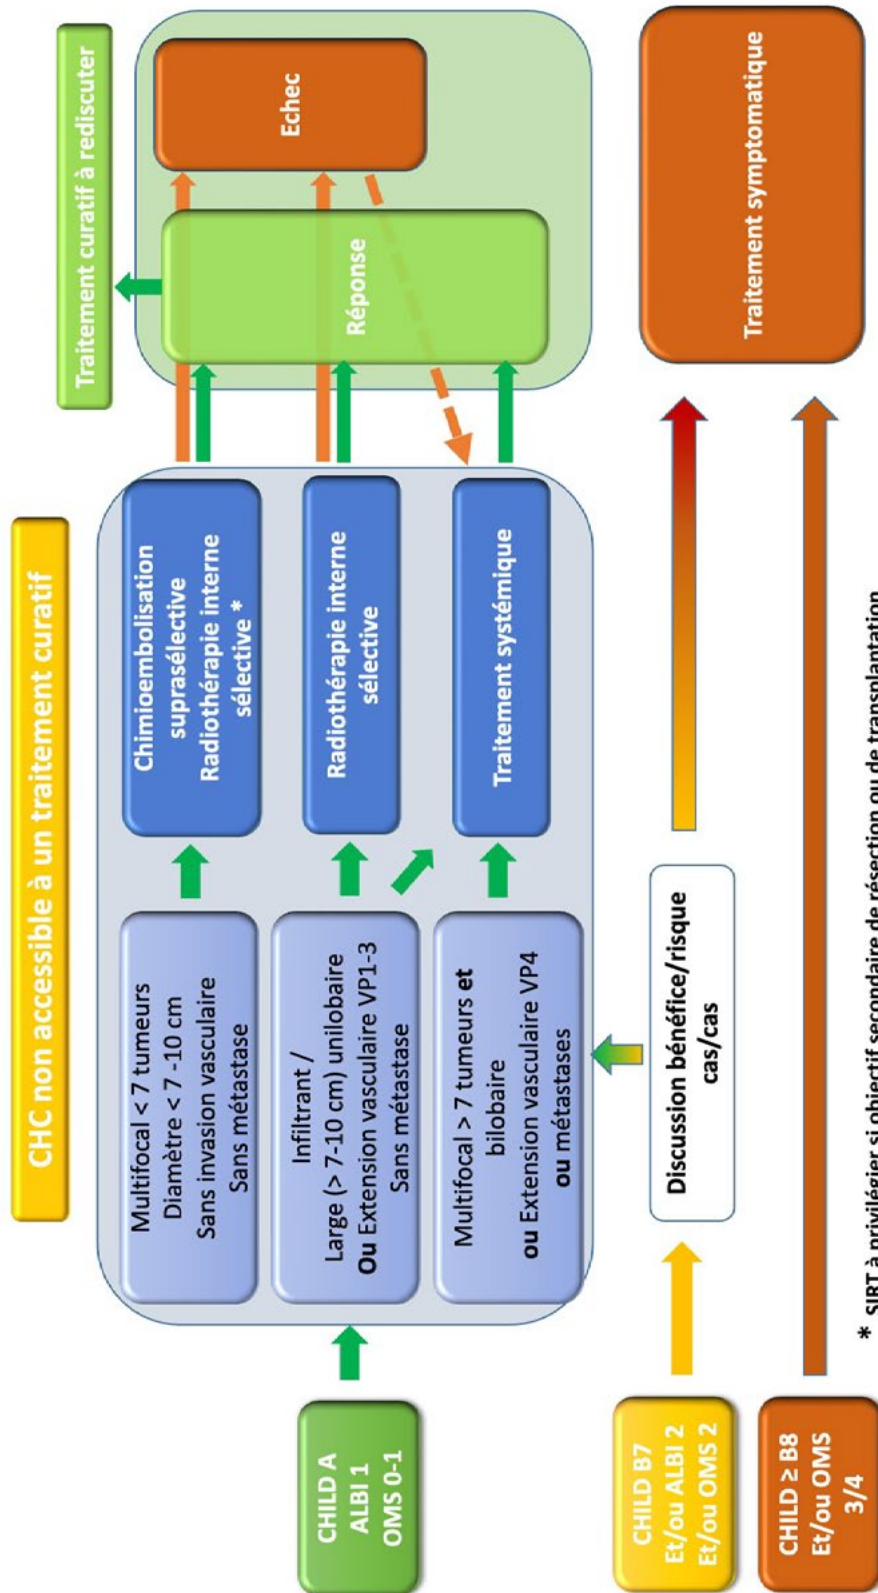 CHC non accessible à un traitement curatif
Traitement curatif à rediscuter
CHILD A
ALBI 1
OMS 0-1
Multifocal < 7 tumeurs
Diamètre < 7 -10 cm
Sans invasion vasculaire
Sans métastase
Chimioembolisation
suprasélective
Radiothérapie interne
sélective *
Infiltrant /
Large (> 7-10 cm) unilobaire
Ou Extension vasculaire VP1-3
Sans métastase
Radiothérapie interne
sélective
Multifocal > 7 tumeurs et
bilobaire
ou Extension vasculaire VP4
ou métastases
Traitement systémique
Réponse
Echec
CHILD B7
Et/ou ALBI 2
Et/ou OMS 2
Discussion bénéfice/risque
cas/cas
Traitement symptomatique
CHILD ≥ B8
Et/ou OMS
3/4
* SIRT à privilégier si objectif secondaire de résection ou de transplantation